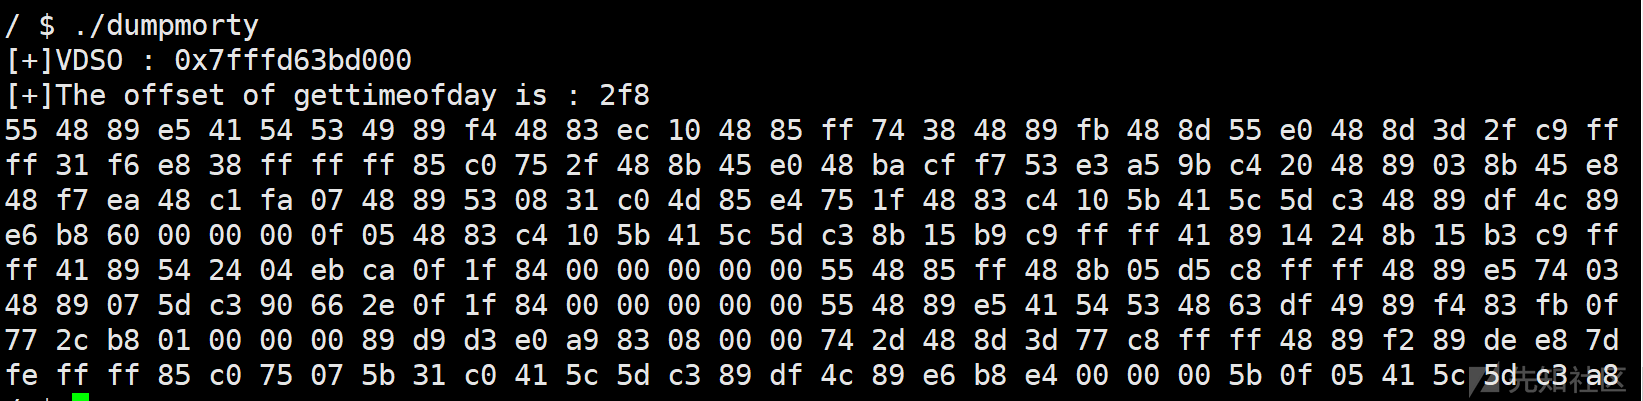 / $ ./dumpmorty
[+]VDSO : 0x7fffd63bd000
[+]The offset of gettimeofday is : 2f8
55 48 89 e5 41 54 53 49 89 f4 48 83 ec 10 48 85 ff 74 38 48 89 fb 48 8d 55 e0 48 8d 3d 2f c9 ff
ff 31 f6 e8 38 ff ff ff 85 c0 75 2f 48 8b 45 e0 48 ba cf f7 53 e3 a5 9b c4 20 48 89 03 8b 45 e8
48 f7 ea 48 c1 fa 07 48 89 53 08 31 c0 4d 85 e4 75 1f 48 83 c4 10 5b 41 5c 5d c3 48 89 df 4c 89
e6 b8 60 00 00 00 0f 05 48 83 c4 10 5b 41 5c 5d c3 8b 15 b9 c9 ff ff 41 89 14 24 8b 15 b3 c9 ff
ff 41 89 54 24 04 eb ca 0f 1f 84 00 00 00 00 00 55 48 85 ff 48 8b 05 d5 c8 ff ff 48 89 e5 74 03
48 89 07 5d c3 90 66 2e 0f 1f 84 00 00 00 00 00 55 48 89 e5 41 54 53 48 63 df 49 89 f4 83 fb 0f
77 2c b8 01 00 00 00 89 d9 d3 e0 a9 83 08 00 00 74 2d 48 8d 3d 77 c8 ff ff 48 89 f2 89 de e8 7d
fe ff ff 85 c0 75 07 5b 31 c0 41 5c 5d c3 89 df 4c 89 e6 b8 e4 00 00 00 5b 0f 05 41 5c 5d c3 a8
先知社区